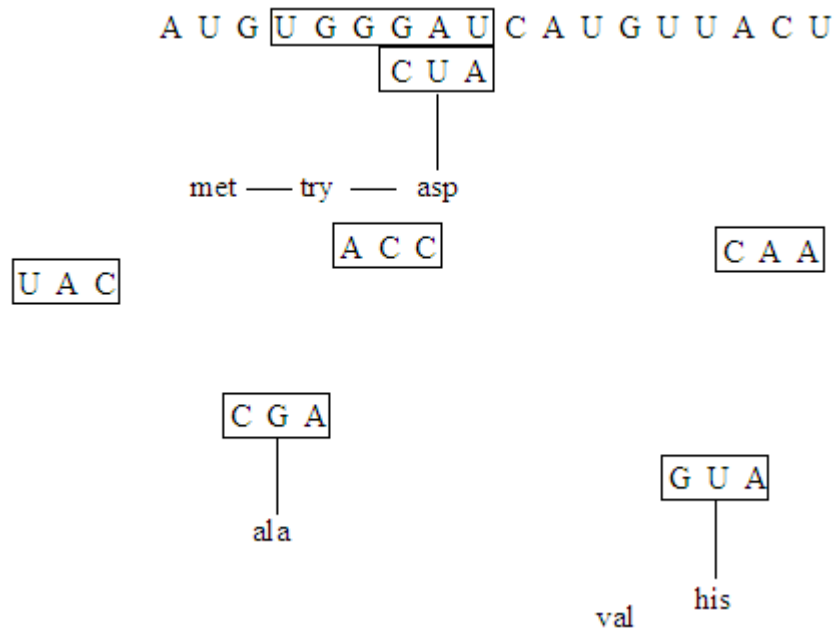 A U G U G G G A U C A U G U U A C U
C U A
met try asp
A C C
C A A
U A C
C G A
G U A
ala
his
val